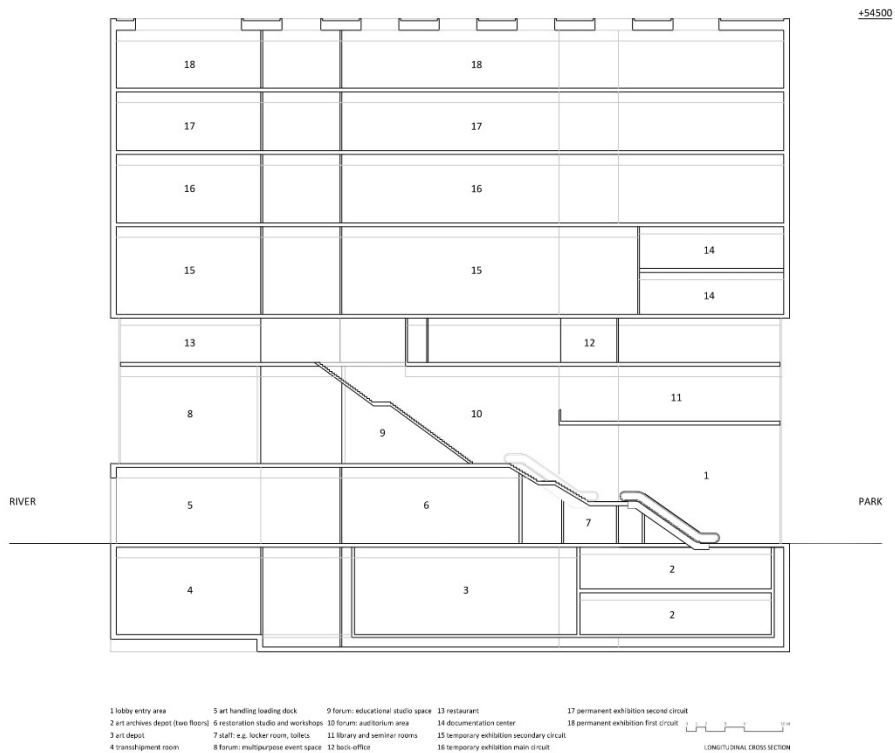 +54500
18 18
17 17
16 16
15 15 14
14
13 12
8 9 10 11
1
RIVER 5 6 7 PARK
4 3 2
2
1 lobby entry area 5 art handling loading dock 9 forum: educational studio space 13 restaurant 17 permanent exhibition second circuit
2 art archives depot (two floors) 6 restoration studio and workshops 10 forum: auditorium area 14 documentation center 18 permanent exhibition first circuit
3 art depot 7 staff: e.g. locker room, toilets 11 library and seminar rooms 15 temporary exhibition secondary circuit
4 transshipment room 8 forum: multipurpose event space 12 back-office 16 temporary exhibition main circuit LONGITUDINAL CROSS SECTION